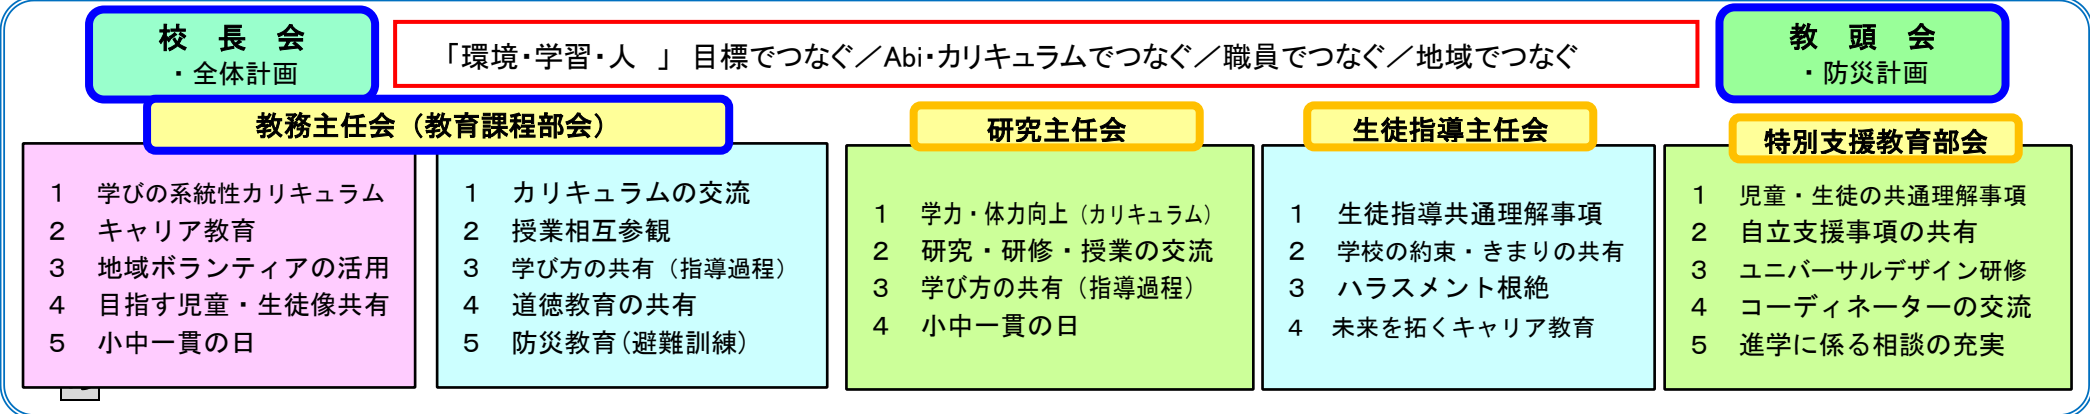 校 長 会
・全体計画
「環境・学習・人 」 目標でつなぐ／Abi・カリキュラムでつなぐ／職員でつなぐ／地域でつなぐ
教 頭 会
・防災計画
教務主任会（教育課程部会）
1 学びの系統性カリキュラム
2 キャリア教育
3 地域ボランティアの活用
4 目指す児童・生徒像共有
5 小中一貫の日
1 カリキュラムの交流
2 授業相互参観
3 学び方の共有（指導過程）
4 道徳教育の共有
5 防災教育（避難訓練）
研究主任会
1 学力・体力向上（カリキュラム）
2 研究・研修・授業の交流
3 学び方の共有（指導過程）
4 小中一貫の日
生徒指導主任会
1 生徒指導共通理解事項
2 学校の約束・きまりの共有
3 ハラスメント根絶
4 未来を拓くキャリア教育
特別支援教育部会
1 児童・生徒の共通理解事項
2 自立支援事項の共有
3 ユニバーサルデザイン研修
4 コーディネーターの交流
5 進学に係る相談の充実